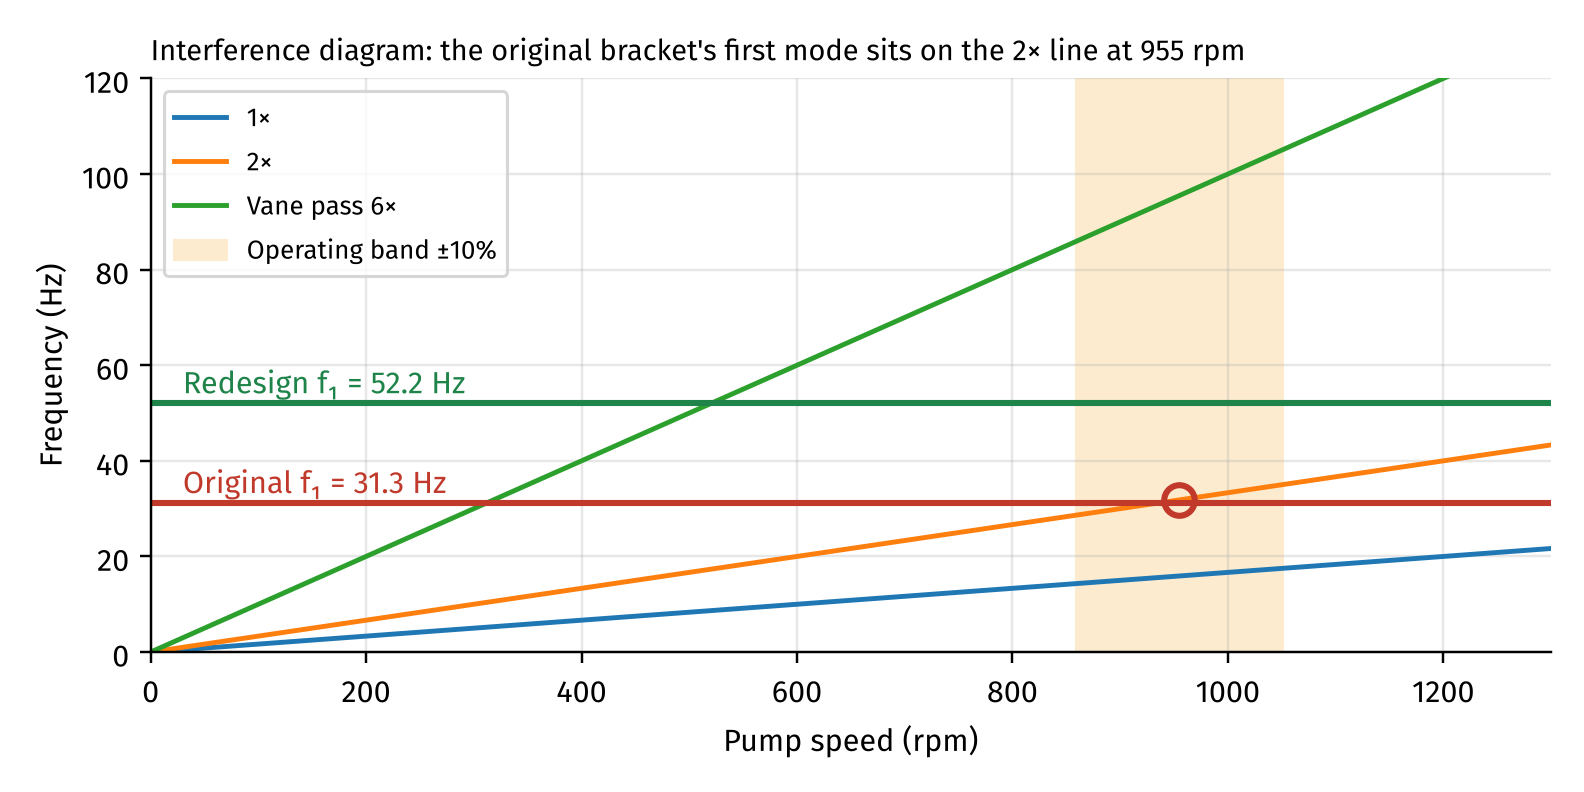 Interference diagram: the original bracket's first mode sits on the 2× line at 955 rpm
120
100
80
60
40
20
0
Frequency (Hz)
1×
2×
Vane pass 6×
Operating band ±10%
Redesign f₁ = 52.2 Hz
Original f₁ = 31.3 Hz
0 200 400 600 800 1000 1200
Pump speed (rpm)